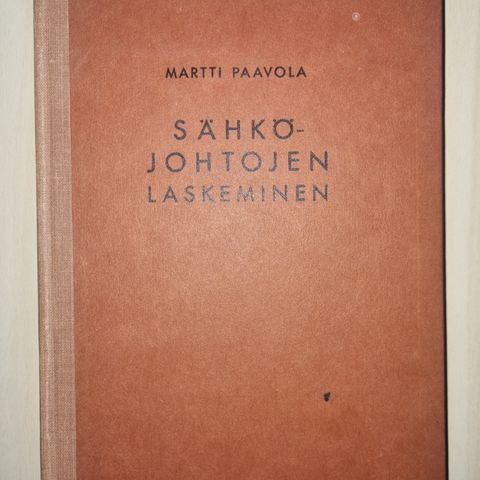 MARTTI PAAVOLA
SÄHKÖ-
JOHTOJEN
LASKEMINEN